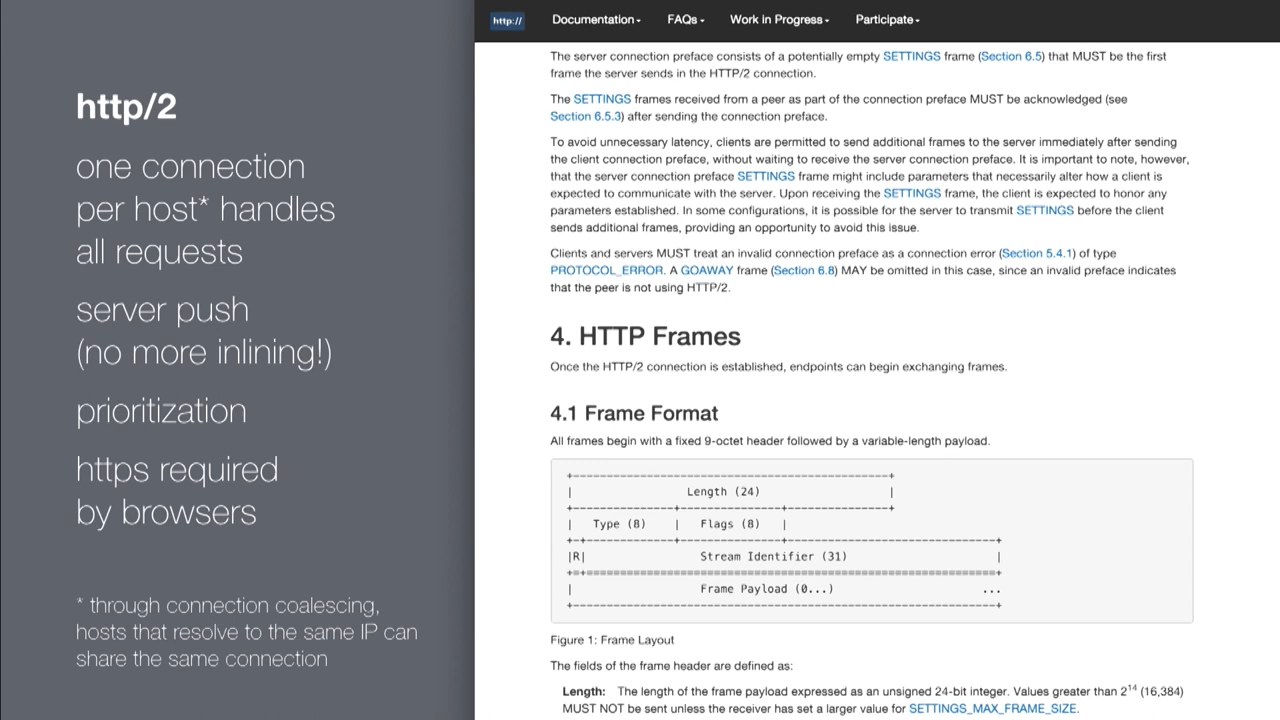 http/2
one connection
per host* handles
all requests
server push
(no more inlining!)
prioritization
https required
by browsers
* through connection coalescing,
hosts that resolve to the same IP can
share the same connection
http:// Documentation FAQs Work in Progress Participate
The server connection preface consists of a potentially empty SETTINGS frame (Section 6.5) that MUST be the first
frame the server sends in the HTTP/2 connection.
The SETTINGS frames received from a peer as part of the connection preface MUST be acknowledged (see
Section 6.5.3) after sending the connection preface.
To avoid unnecessary latency, clients are permitted to send additional frames to the server immediately after sending
the client connection preface, without waiting to receive the server connection preface. It is important to note, however,
that the server connection preface SETTINGS frame might include parameters that necessarily alter how a client is
expected to communicate with the server. Upon receiving the SETTINGS frame, the client is expected to honor any
parameters established. In some configurations, it is possible for the server to transmit SETTINGS before the client
sends additional frames, providing an opportunity to avoid this issue.
Clients and servers MUST treat an invalid connection preface as a connection error (Section 5.4.1) of type
PROTOCOL_ERROR. A GOAWAY frame (Section 6.8) MAY be omitted in this case, since an invalid preface indicates
that the peer is not using HTTP/2.
4. HTTP Frames
Once the HTTP/2 connection is established, endpoints can begin exchanging frames.
4.1 Frame Format
All frames begin with a fixed 9-octet header followed by a variable-length payload.
+-----------------------------------------------+
| Length (24) |
+---------------+---------------+---------------+
| Type (8) | Flags (8) |
+-+-------------+---------------+-------------------------------+
|R| Stream Identifier (31) |
+=+=============================================================+
| Frame Payload (0...) ...
+---------------------------------------------------------------+
Figure 1: Frame Layout
The fields of the frame header are defined as:
Length: The length of the frame payload expressed as an unsigned 24-bit integer. Values greater than 2^14 (16,384)
MUST NOT be sent unless the receiver has set a larger value for SETTINGS_MAX_FRAME_SIZE.